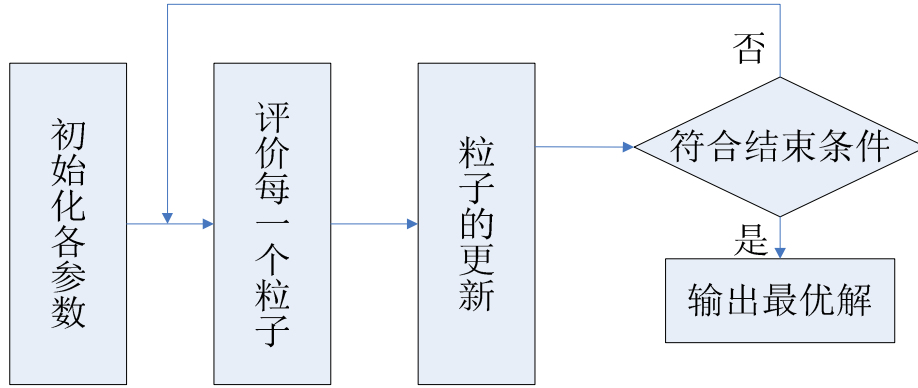 初始化各参数
评价每一个粒子
粒子的更新
否
符合结束条件
是
输出最优解